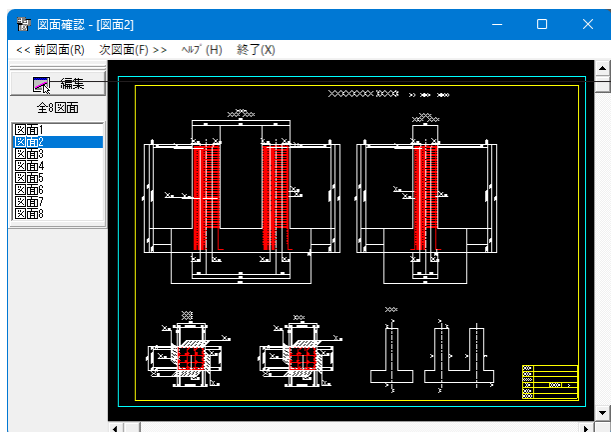 図面確認 - [図面2]
<< 前図面(R) 次図面(F) >> ﾍﾙﾌﾟ(H) 終了(X)
編集
全8図面
図面1
図面2
図面3
図面4
図面5
図面6
図面7
図面8